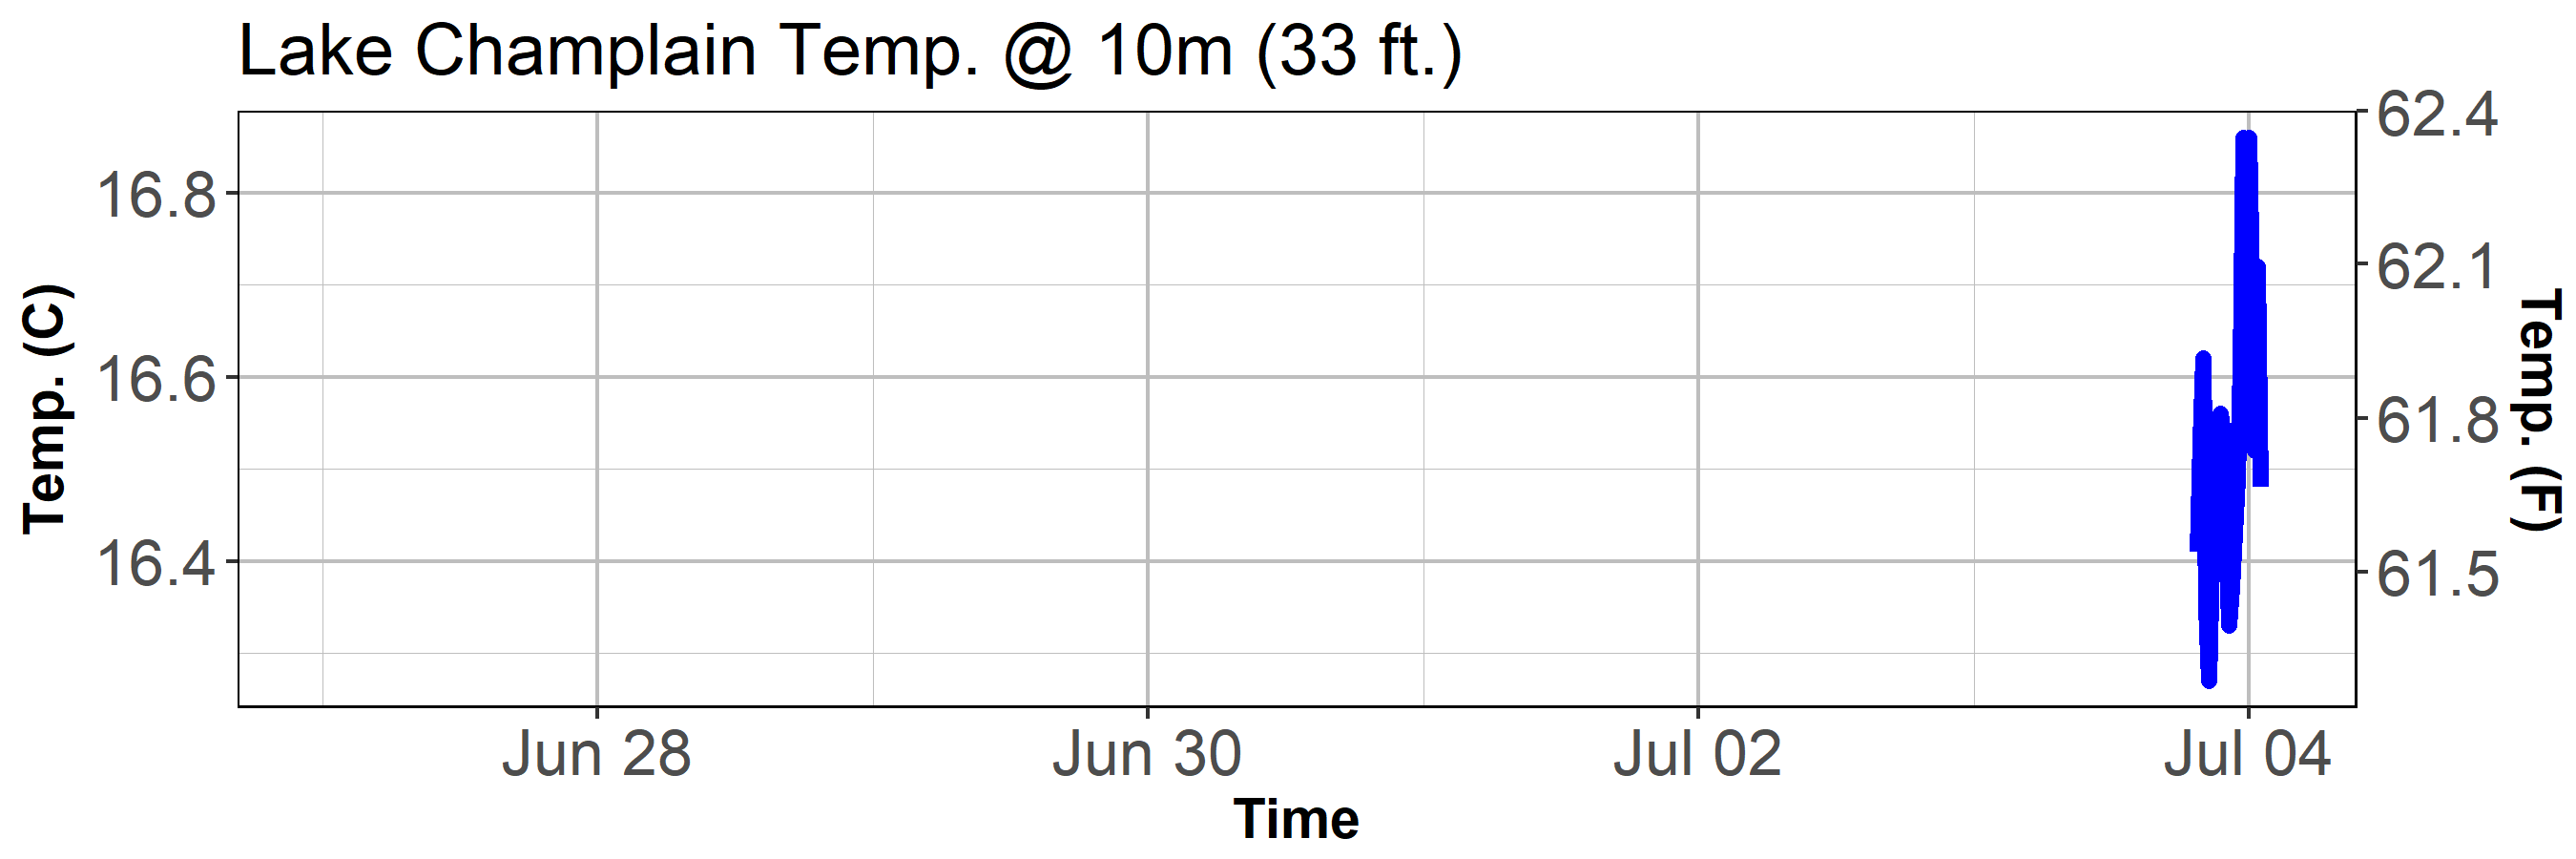 Lake Champlain Temp. @ 10m (33 ft.)
62.4
16.8
62.1
16.6
61.8
16.4
61.5
Temp. (C)
Temp. (F)
Jun 28 Jun 30 Jul 02 Jul 04
Time